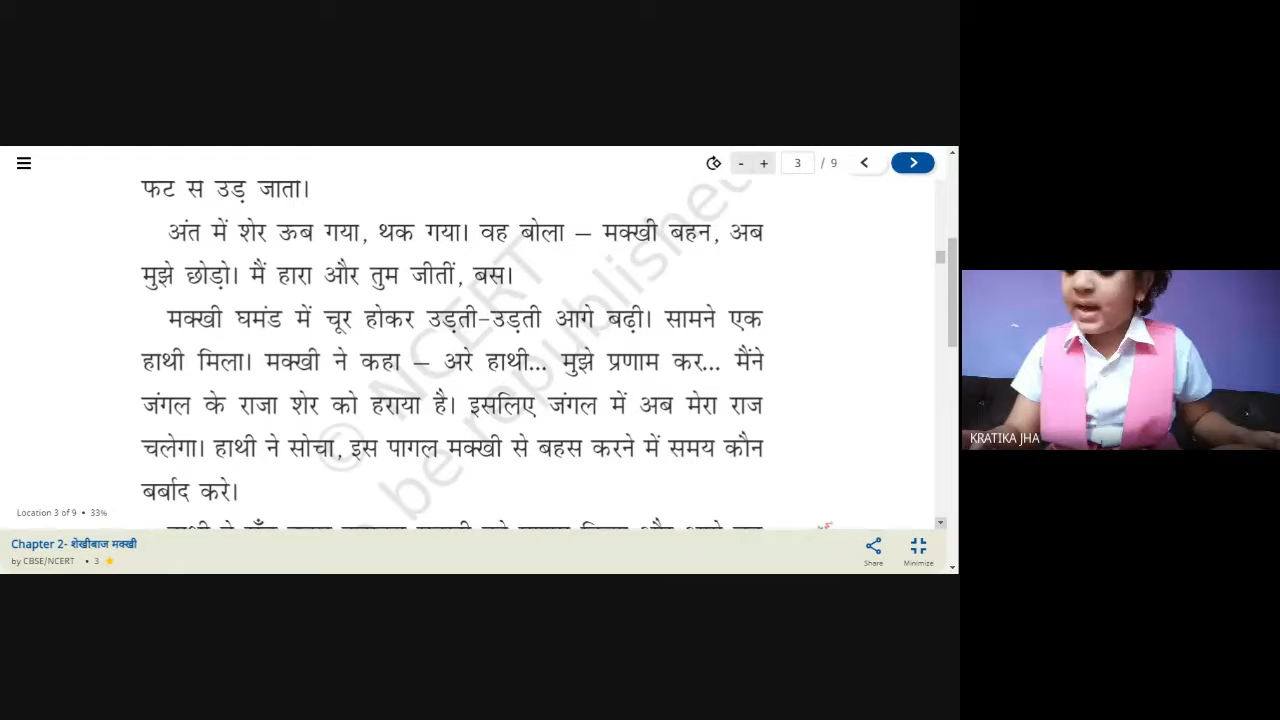 3 / 9
फट से उड़ जाती।
अंत में शेर ऊब गया, थक गया। वह बोला – मक्खी बहन, अब
मुझे छोड़ो। मैं हारा और तुम जीतीं, बस।
मक्खी घमंड में चूर होकर उड़ती-उड़ती आगे बढ़ी। सामने एक
हाथी मिला। मक्खी ने कहा – अरे हाथी... मुझे प्रणाम कर... मैंने
जंगल के राजा शेर को हराया है। इसलिए जंगल में अब मेरा राज
चलेगा। हाथी ने सोचा, इस पागल मक्खी से बहस करने में समय कौन
बर्बाद करे।
© NCERT
be republished
Location 3 of 9 • 33%
Chapter 2- शेखीबाज मक्खी
by CBSE/NCERT • 3
Share
Minimize
KRATIKA JHA